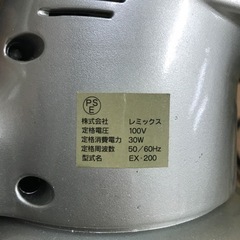 PS
E
株式会社 レミックス
定格電圧 100V
定格消費電力 30W
定格周波数 50/60Hz
型式名 EX-200